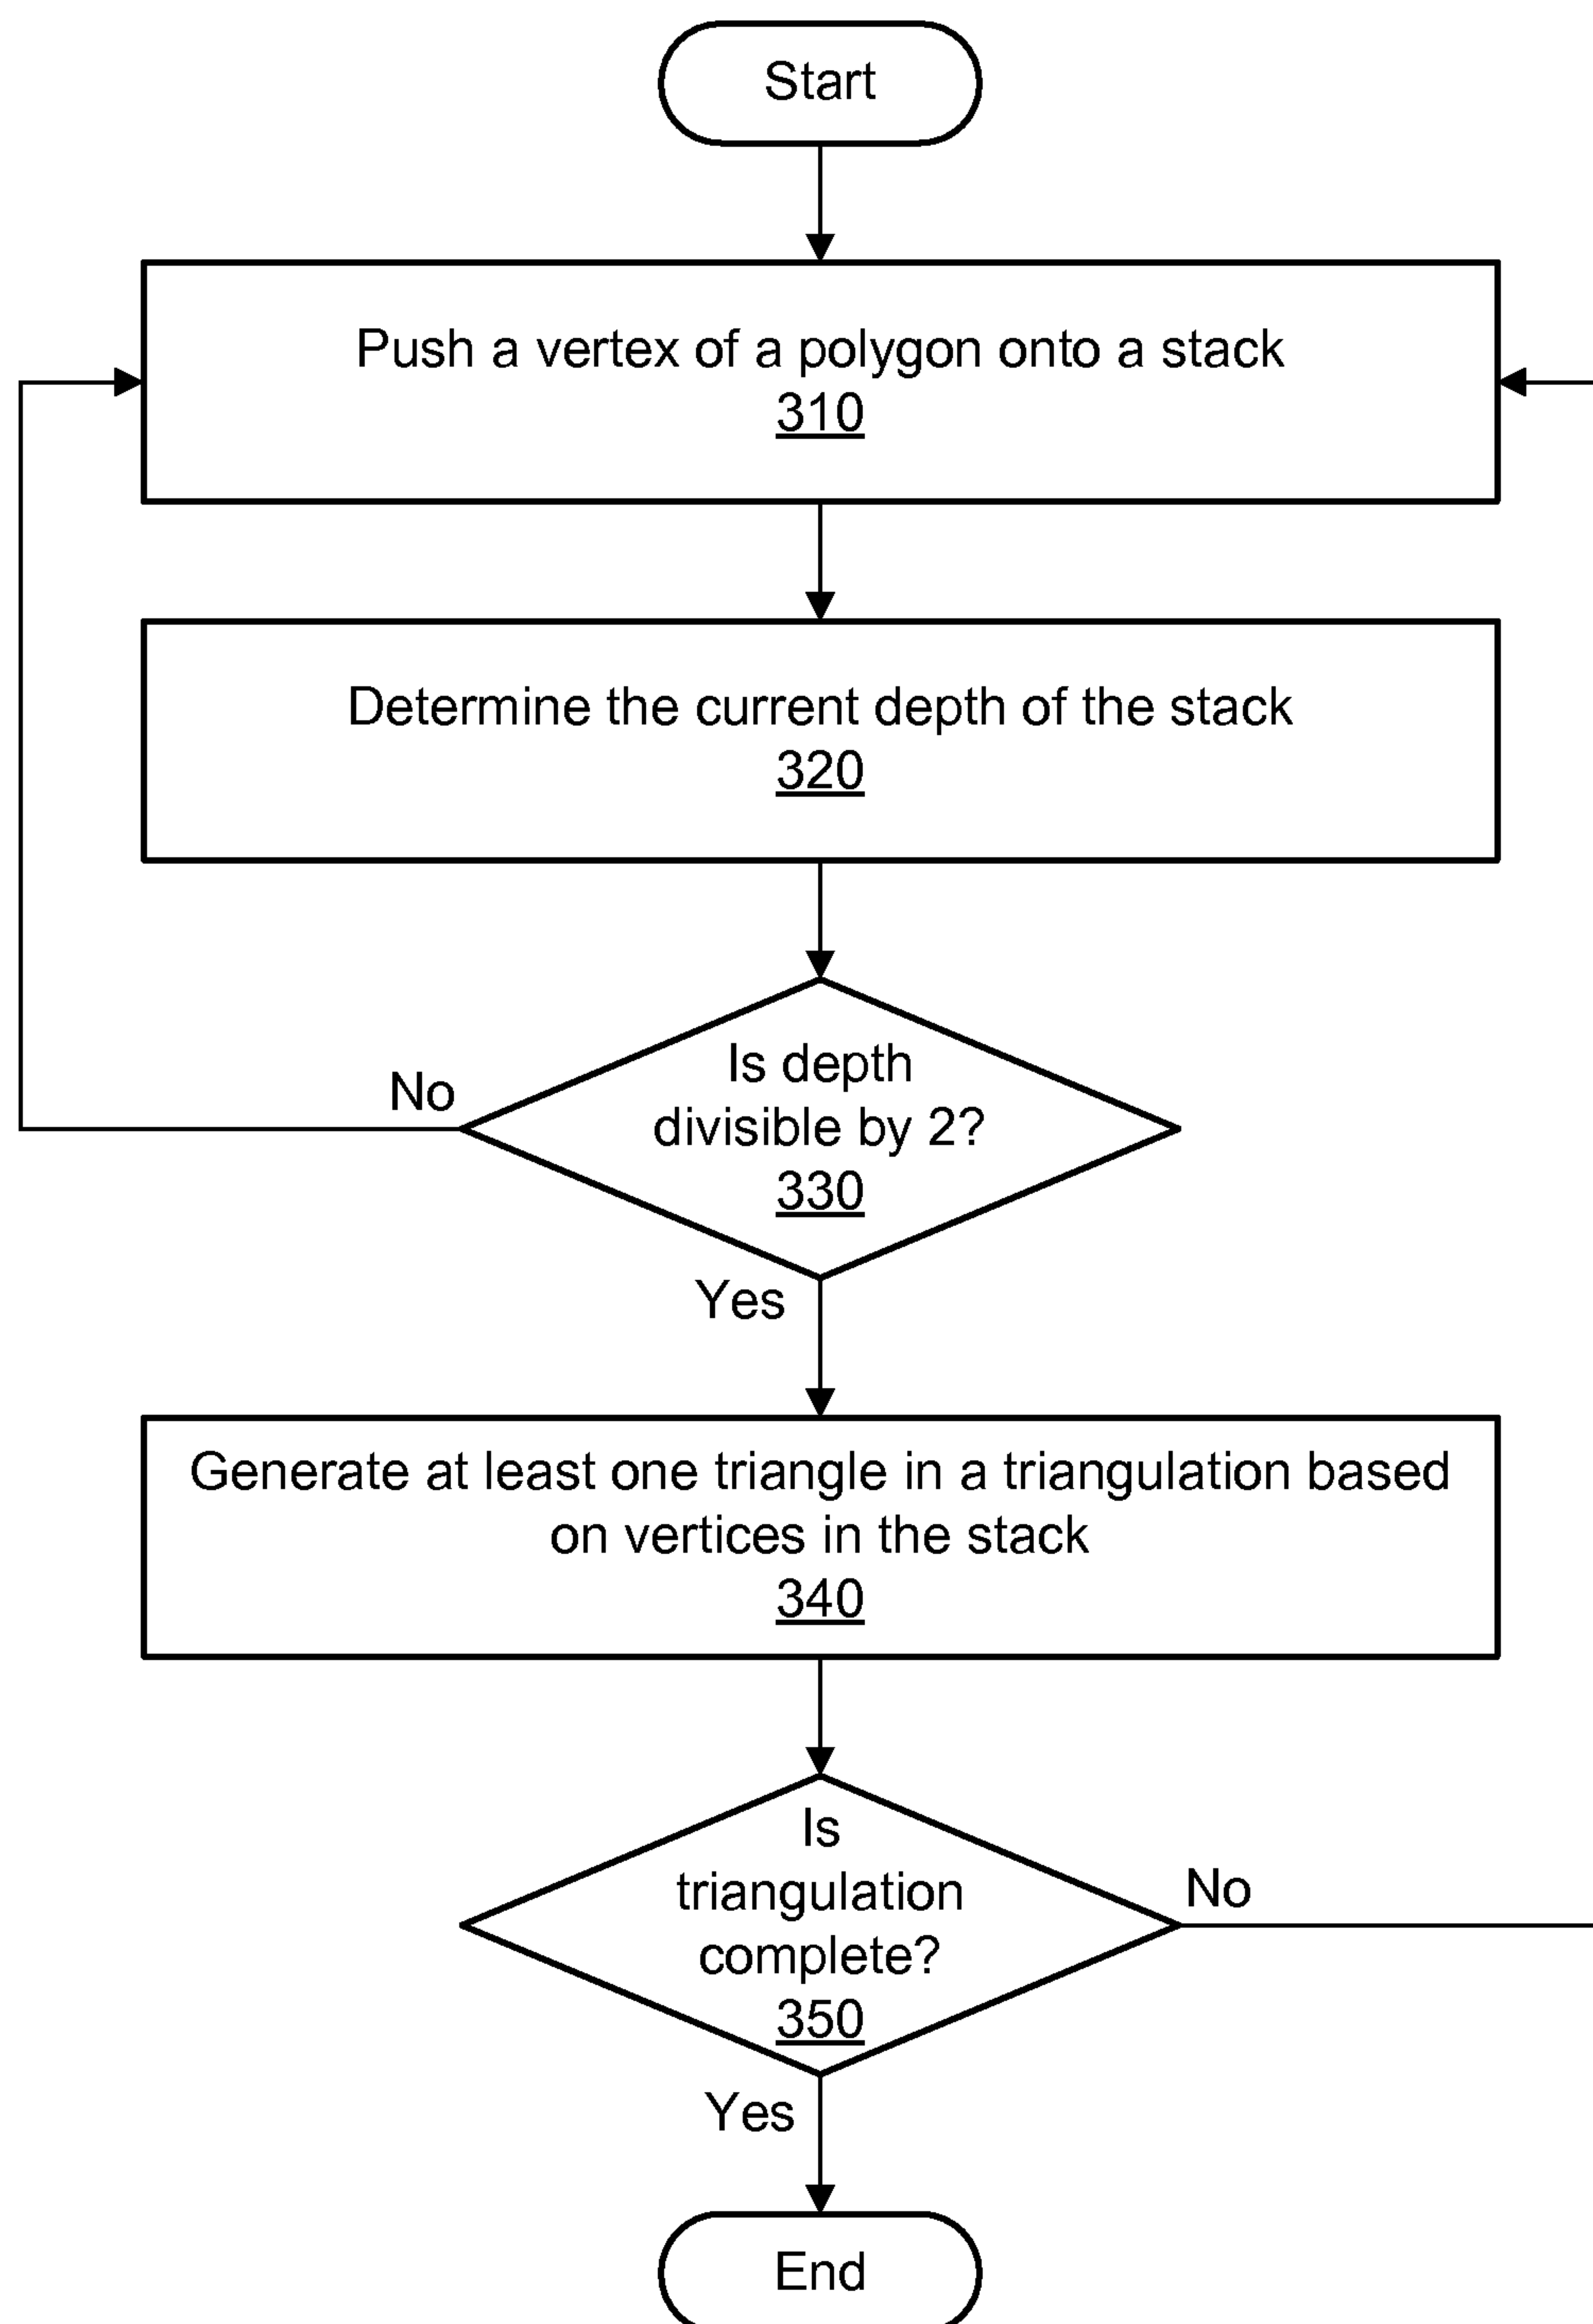 Start
Push a vertex of a polygon onto a stack
310
Determine the current depth of the stack
320
Is depth
divisible by 2?
330
No
Yes
Generate at least one triangle in a triangulation based
on vertices in the stack
340
Is
triangulation
complete?
350
No
Yes
End